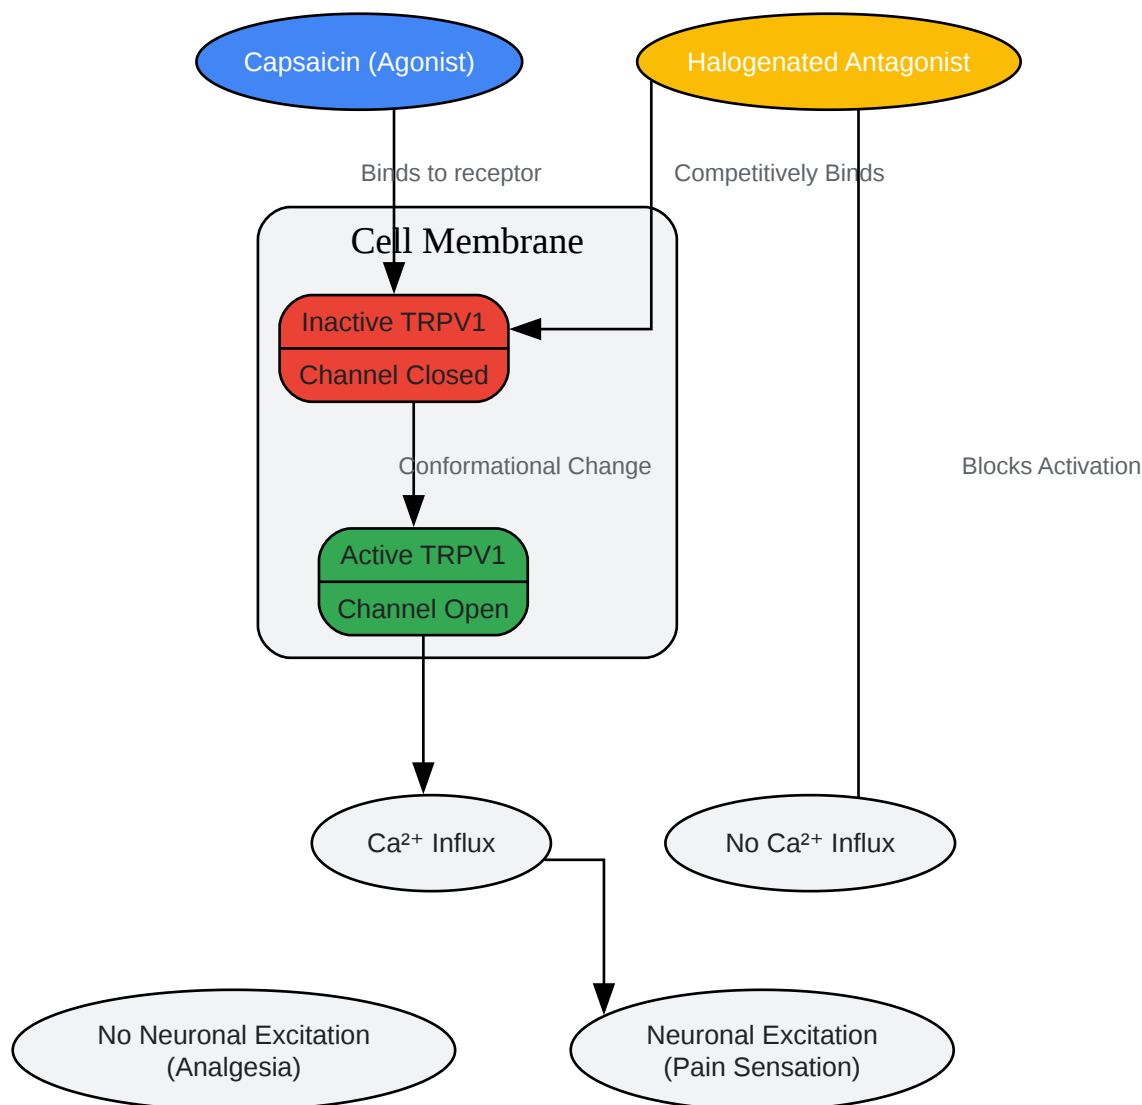 Capsaicin (Agonist)
Halogenated Antagonist
Binds to receptor
Competitively Binds
Cell Membrane
Inactive TRPV1
Channel Closed
Conformational Change
Blocks Activation
Active TRPV1
Channel Open
Ca²⁺ Influx
No Ca²⁺ Influx
No Neuronal Excitation
(Analgesia)
Neuronal Excitation
(Pain Sensation)